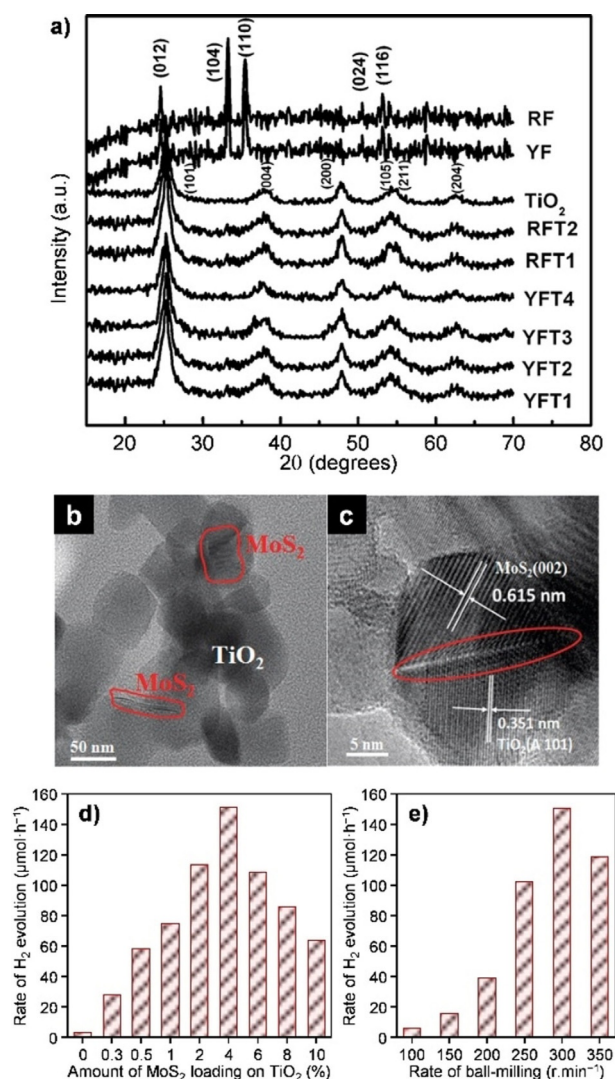 a)
(012)
(104)
(110)
(024)
(116)
RF
YF
(101)
(004)
(200)
(105)
(211)
(204)
TiO₂
RFT2
RFT1
YFT4
YFT3
YFT2
YFT1
Intensity (a.u.)
20 30 40 50 60 70 80
2θ (degrees)
b
MoS₂
TiO₂
MoS₂
50 nm
c
MoS₂(002)
0.615 nm
0.351 nm
TiO₂(A 101)
5 nm
d)
Rate of H₂ evolution (μmol·h⁻¹)
160
140
120
100
80
60
40
20
0
0 0.3 0.5 1 2 4 6 8 10
Amount of MoS₂ loading on TiO₂ (%)
e)
Rate of H₂ evolution (μmol·h⁻¹)
160
140
120
100
80
60
40
20
0
100 150 200 250 300 350
Rate of ball-milling (r.min⁻¹)